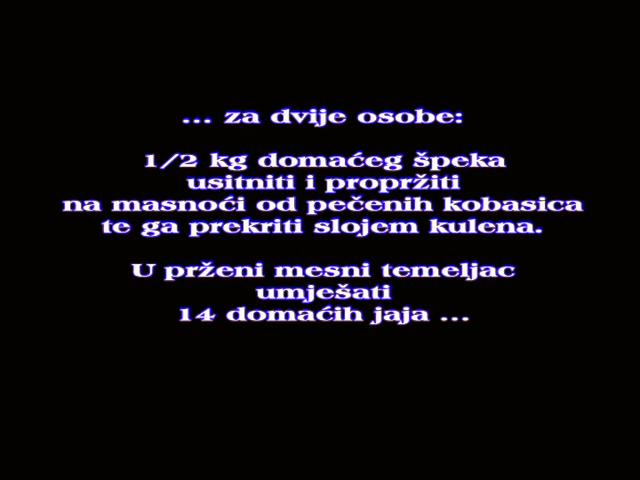 ... za dvije osobe:
1/2 kg domaćeg špeka
usitniti i propržiti
na masnoći od pečenih kobasica
te ga prekriti slojem kulena.
U prženi mesni temeljac
umješati
14 domaćih jaja ...